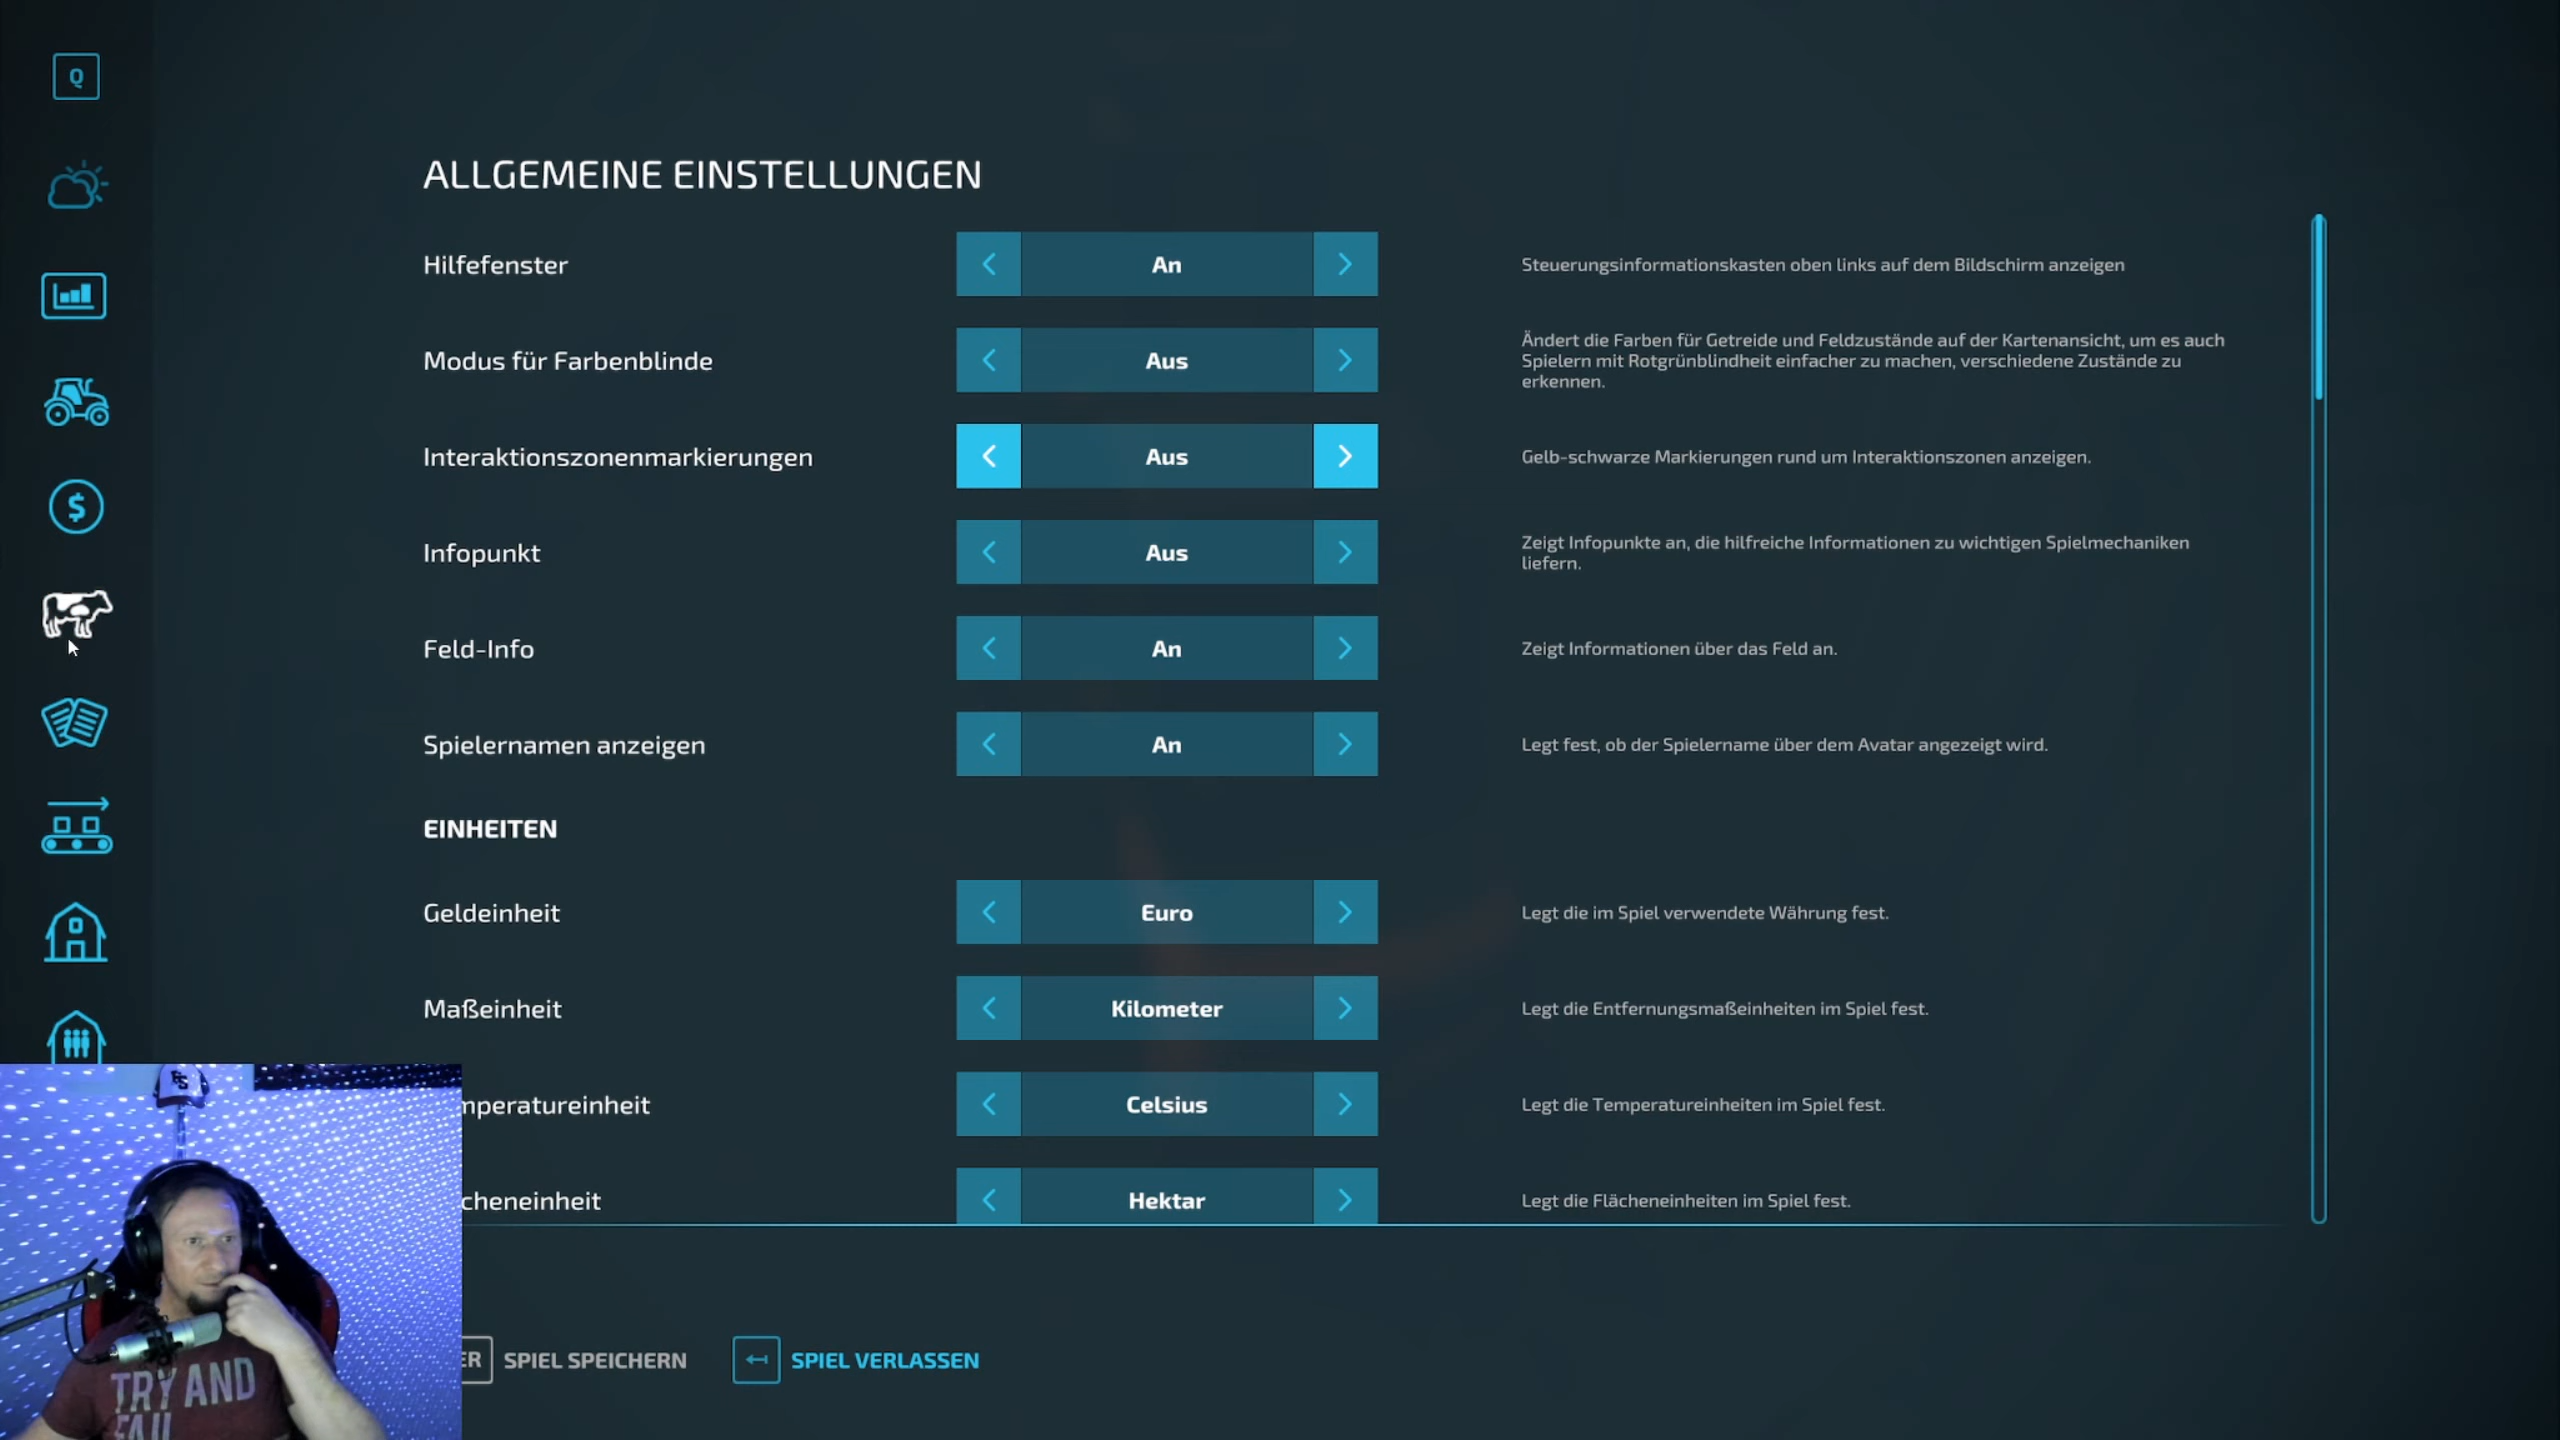 Q
ALLGEMEINE EINSTELLUNGEN
Hilfefenster
An
Steuerungsinformationskasten oben links auf dem Bildschirm anzeigen
Modus für Farbenblinde
Aus
Ändert die Farben für Getreide und Feldzustände auf der Kartenansicht, um es auch
Spielern mit Rotgrünblindheit einfacher zu machen, verschiedene Zustände zu
erkennen.
Interaktionszonenmarkierungen
Aus
Gelb-schwarze Markierungen rund um Interaktionszonen anzeigen.
Infopunkt
Aus
Zeigt Infopunkte an, die hilfreiche Informationen zu wichtigen Spielmechaniken
liefern.
Feld-Info
An
Zeigt Informationen über das Feld an.
Spielernamen anzeigen
An
Legt fest, ob der Spielername über dem Avatar angezeigt wird.
EINHEITEN
Geldeinheit
Euro
Legt die im Spiel verwendete Währung fest.
Maßeinheit
Kilometer
Legt die Entfernungsmaßeinheiten im Spiel fest.
mperatureinheit
Celsius
Legt die Temperatureinheiten im Spiel fest.
cheneinheit
Hektar
Legt die Flächeneinheiten im Spiel fest.
ER
SPIEL SPEICHERN
SPIEL VERLASSEN
TRY AND
FAIL